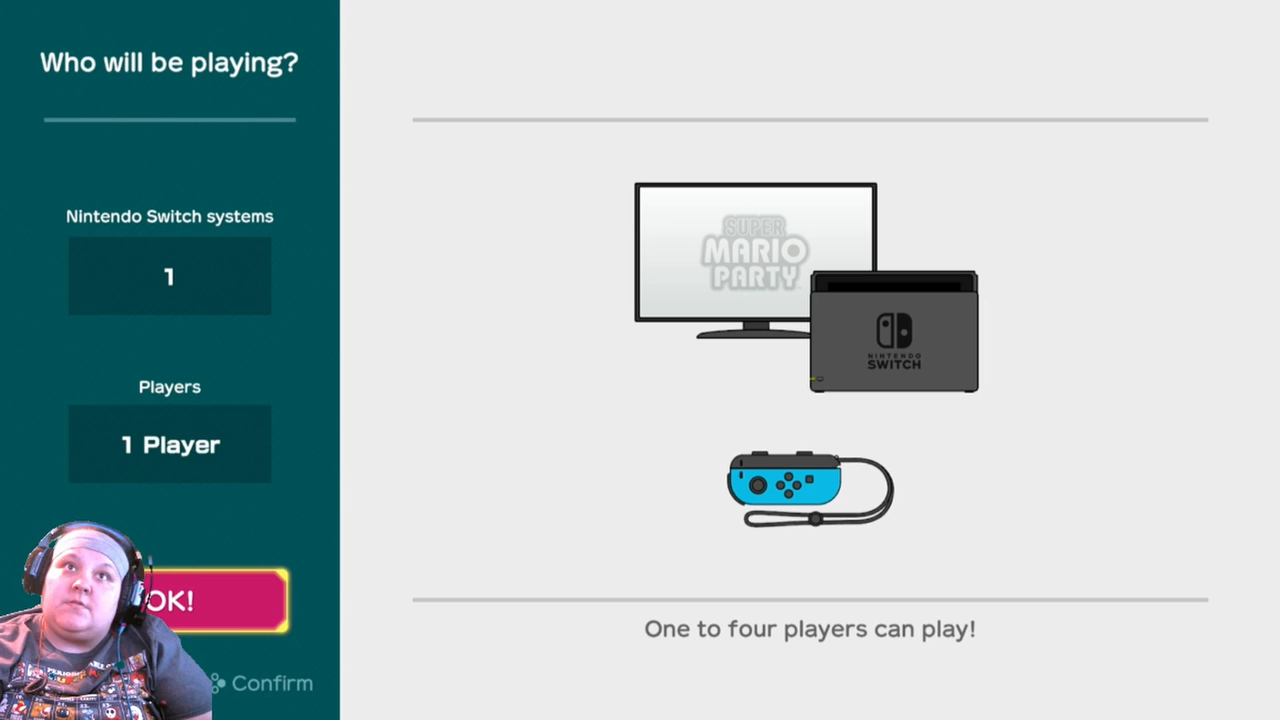 Who will be playing?
Nintendo Switch systems
1
Players
1 Player
OK!
Confirm
SUPER
MARIO
PARTY
NINTENDO
SWITCH
One to four players can play!